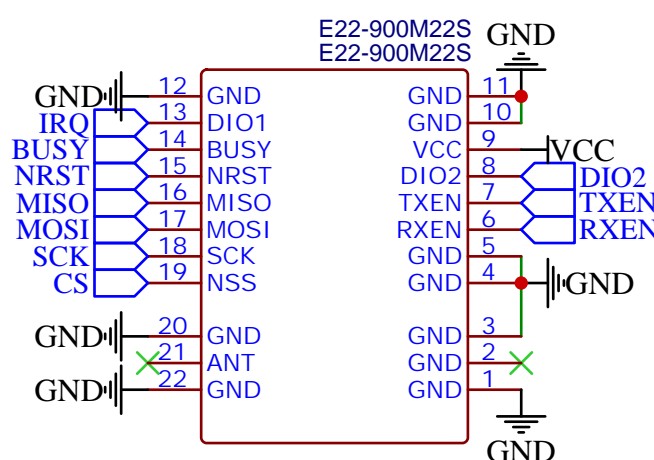 E22-900M22S
E22-900M22S
GND
GND 12 GND GND 11
IRQ 13 DIO1 GND 10
BUSY 14 BUSY VCC 9 VCC
NRST 15 NRST DIO2 8 DIO2
MISO 16 MISO TXEN 7 TXEN
MOSI 17 MOSI RXEN 6 RXEN
SCK 18 SCK GND 5
CS 19 NSS GND 4 GND
GND 20 GND GND 3
21 ANT GND 2
GND 22 GND GND 1
GND